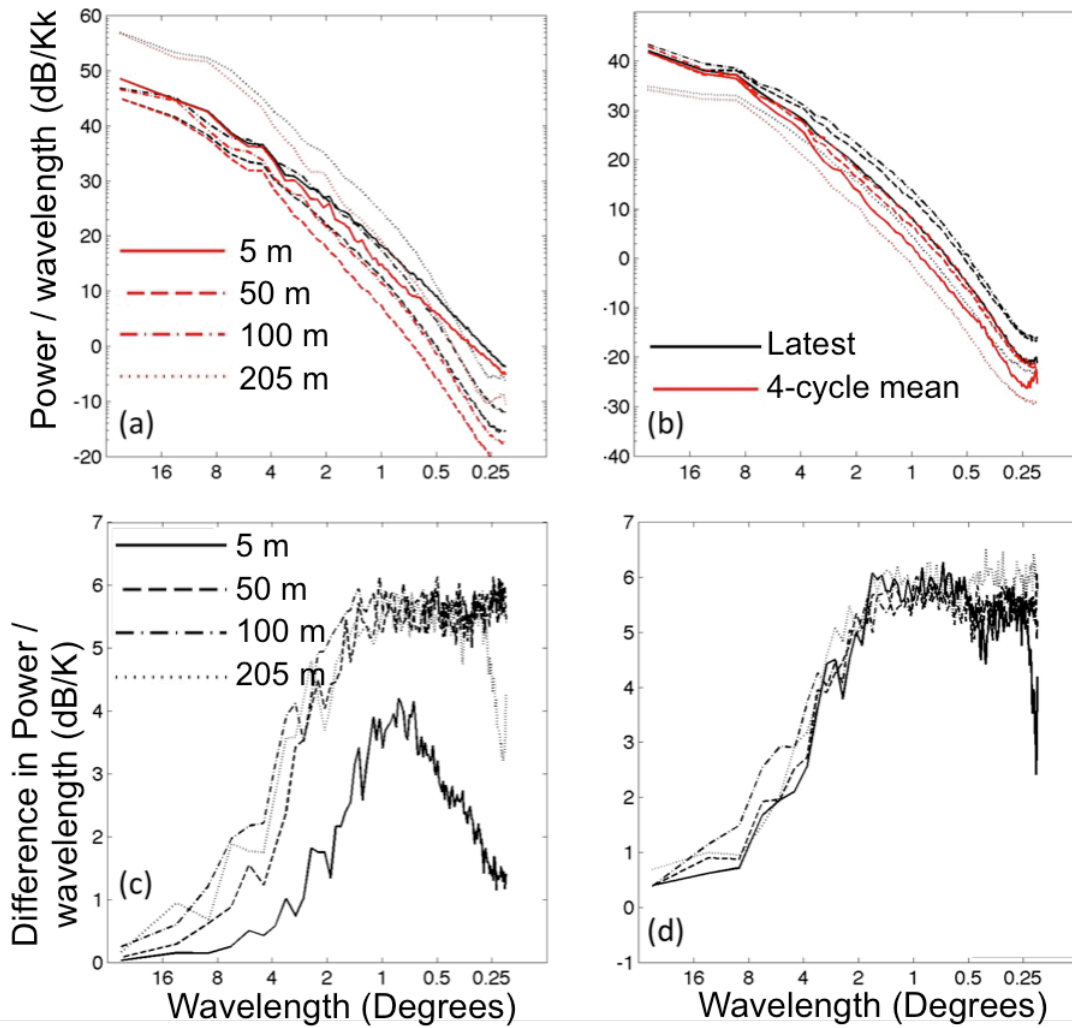 Power / wavelength (dB/Kk)
60
50
40
30
20
10
0
-10
-20
16 8 4 2 1 0.5 0.25
5 m
50 m
100 m
205 m
(a)
40
30
20
10
0
-10
-20
-30
-40
16 8 4 2 1 0.5 0.25
Latest
4-cycle mean
(b)
Difference in Power /
wavelength (dB/K)
7
6
5
4
3
2
1
0
16 8 4 2 1 0.5 0.25
5 m
50 m
100 m
205 m
(c)
Wavelength (Degrees)
7
6
5
4
3
2
1
0
-1
16 8 4 2 1 0.5 0.25
(d)
Wavelength (Degrees)